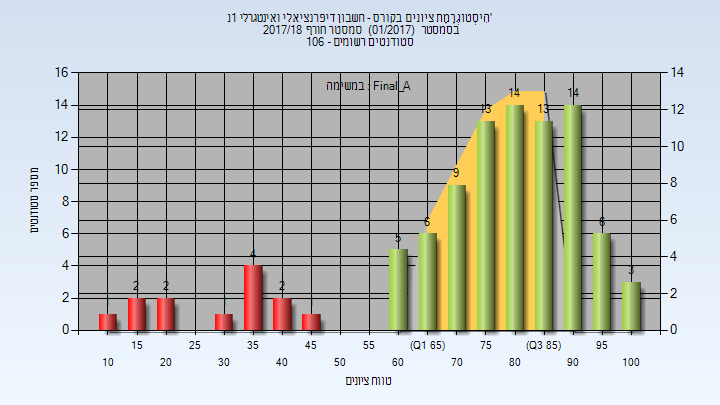 היסטוגרמת ציונים בקורס - חשבון דיפרנציאלי ואינטגרלי 1נ'
בסמסטר (01/2017) סמסטר חורף 2017/18
סטודנטים רשומים - 106
במשימה : Final_A
מספר סטודנטים
16 14 12 10 8 6 4 2 0
14 12 10 8 6 4 2 0
1 2 2 1 4 2 1 5 6 9 13 14 13 14 6 3
15 25 35 45 55 (Q1 65) 75 (Q3 85) 95
10 20 30 40 50 60 70 80 90 100
טווח ציונים